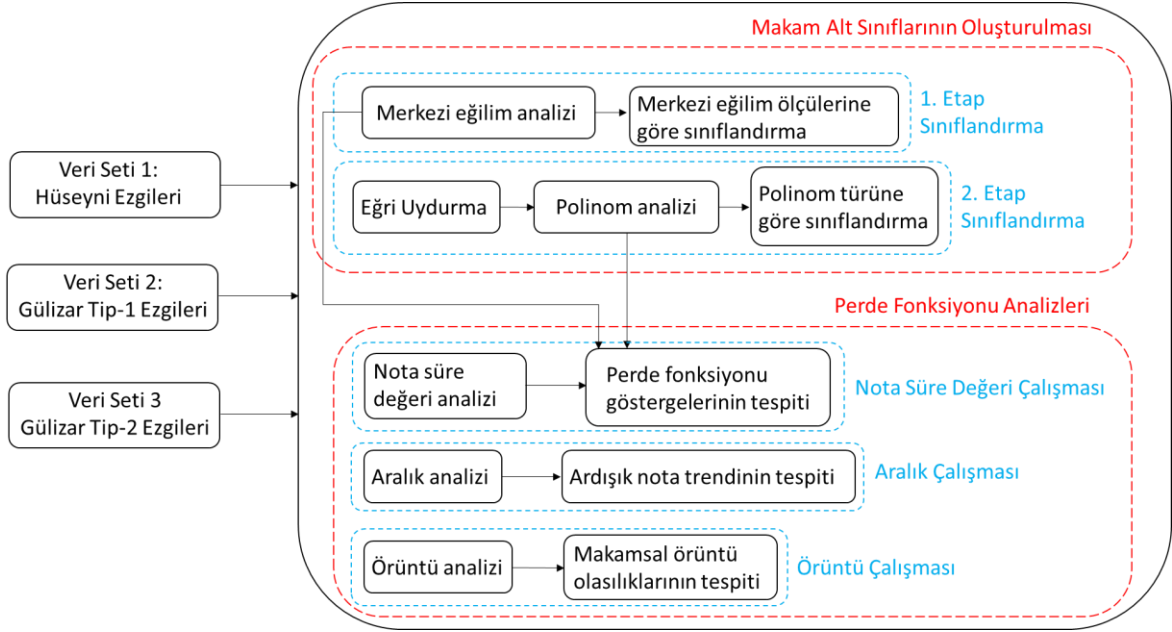 Makam Alt Sınıflarının Oluşturulması
Merkezi eğilim analizi
Merkezi eğilim ölçülerine
göre sınıflandırma
1. Etap
Sınıflandırma
Veri Seti 1:
Hüseyni Ezgileri
Eğri Uydurma
Polinom analizi
Polinom türüne
göre sınıflandırma
2. Etap
Sınıflandırma
Veri Seti 2:
Gülizar Tip-1 Ezgileri
Perde Fonksiyonu Analizleri
Nota süre
değeri analizi
Perde fonksiyonu
göstergelerinin tespiti
Nota Süre Değeri Çalışması
Veri Seti 3
Gülizar Tip-2 Ezgileri
Aralık analizi
Ardışık nota trendinin tespiti
Aralık Çalışması
Örüntü analizi
Makamsal örüntü
olasılıklarının tespiti
Örüntü Çalışması